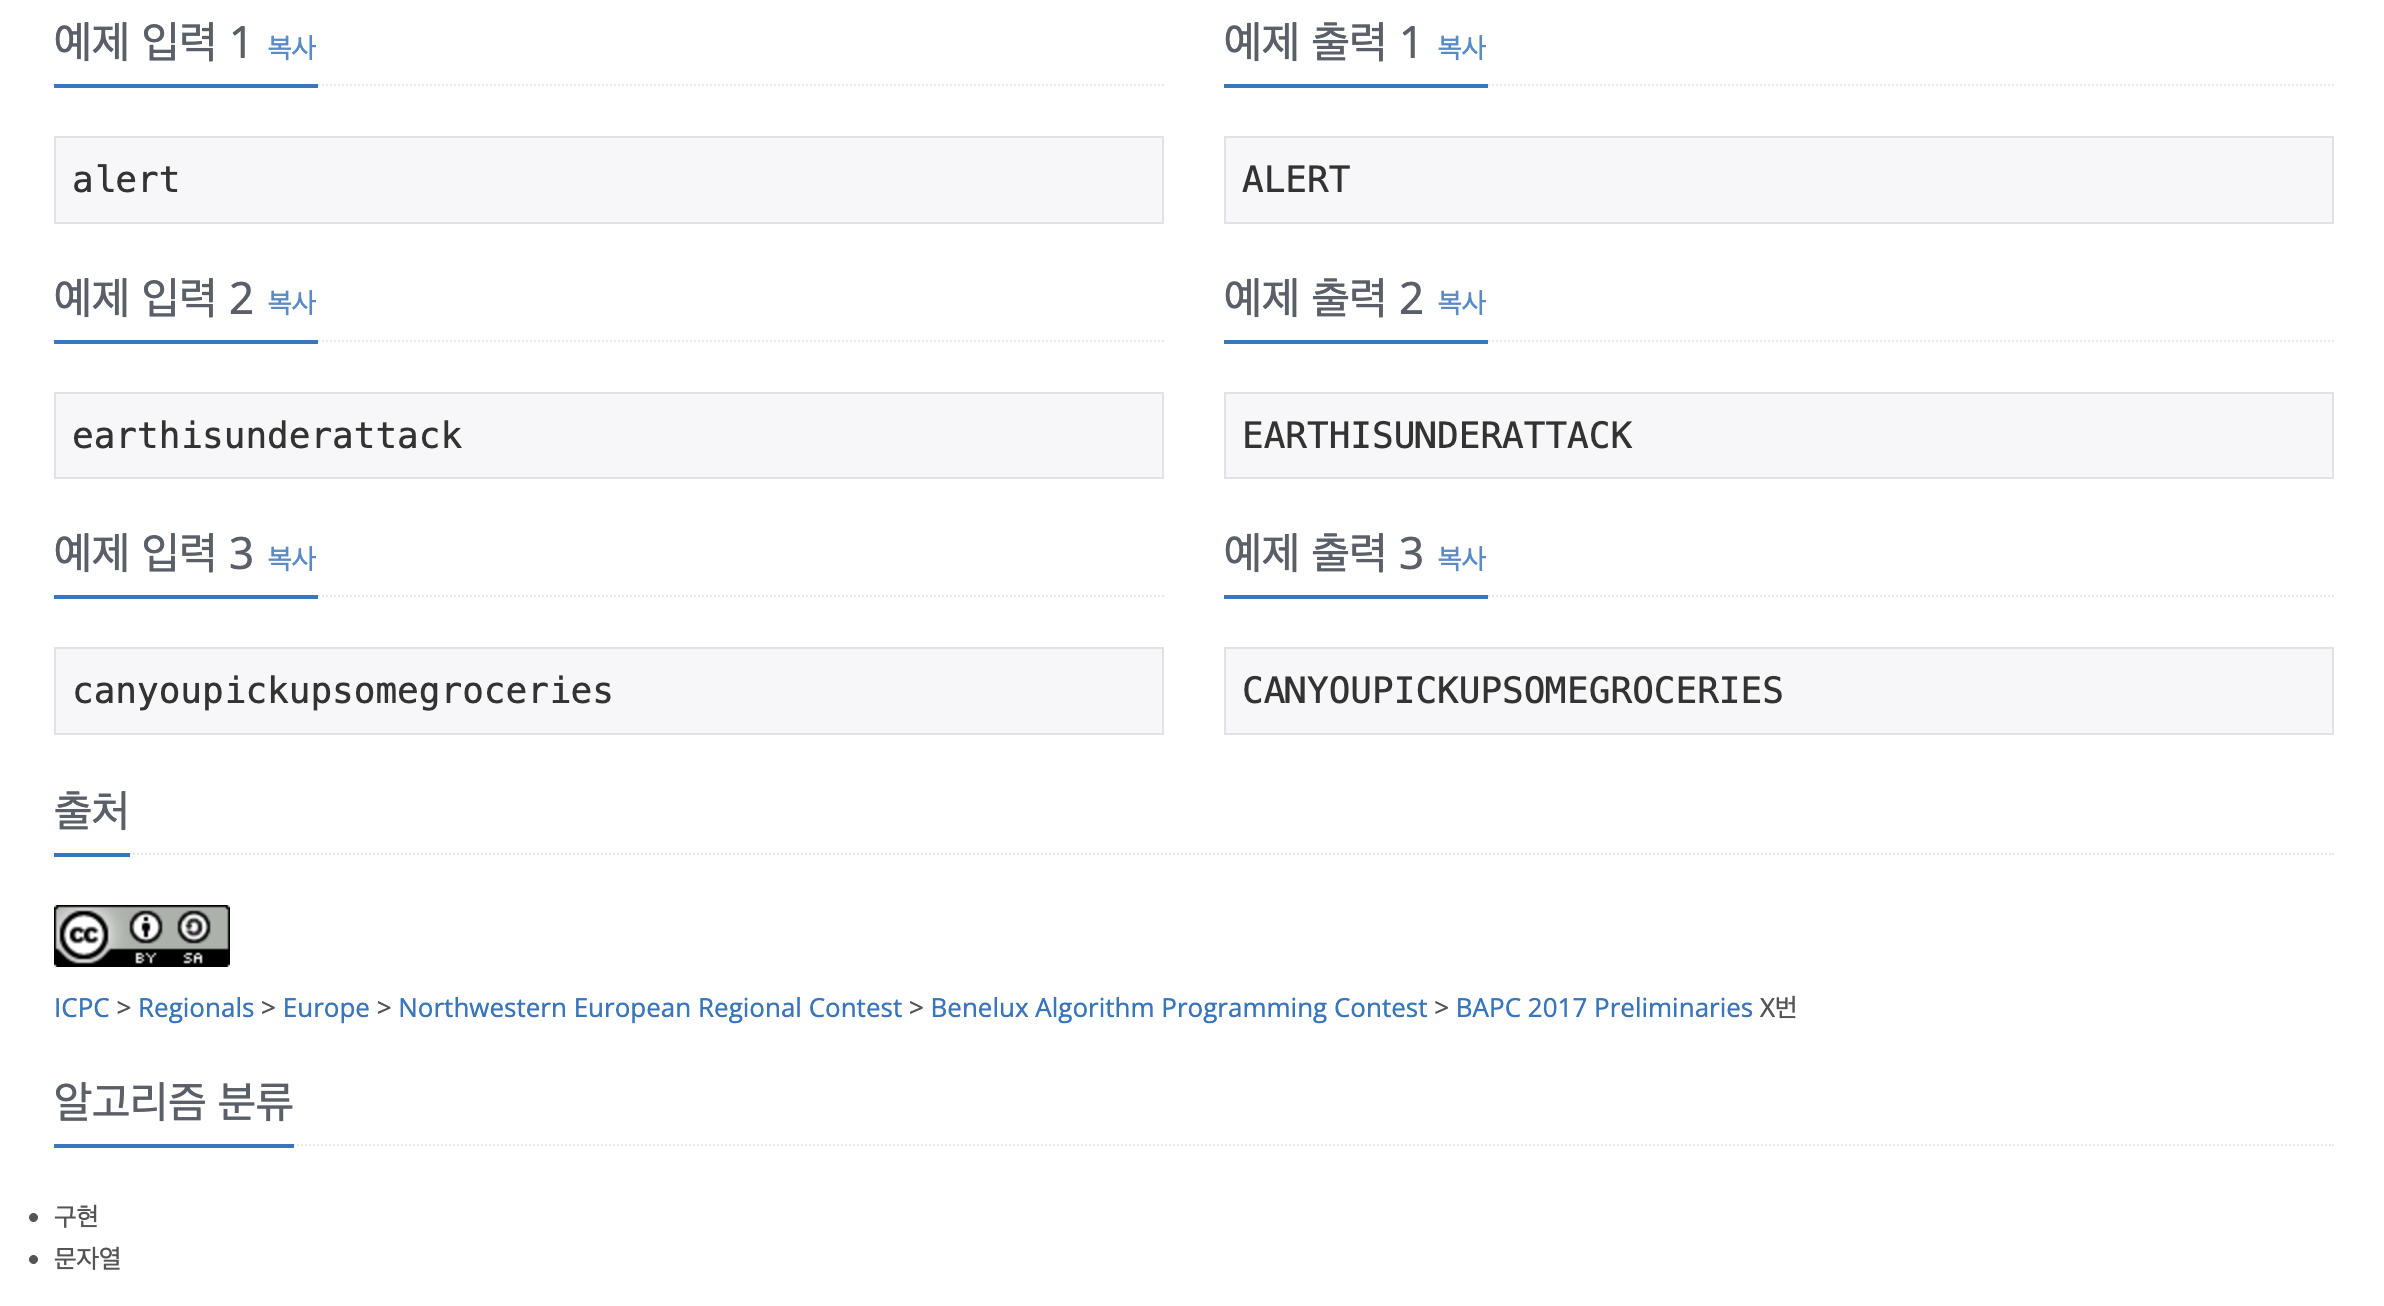 예제 입력 1 복사
예제 출력 1 복사
alert
ALERT
예제 입력 2 복사
예제 출력 2 복사
earthisunderattack
EARTHISUNDERATTACK
예제 입력 3 복사
예제 출력 3 복사
canyoupickupsomegroceries
CANYOUPICKUPSOMEGROCERIES
출처
cc BY SA
ICPC > Regionals > Europe > Northwestern European Regional Contest > Benelux Algorithm Programming Contest > BAPC 2017 Preliminaries X번
알고리즘 분류
• 구현
• 문자열